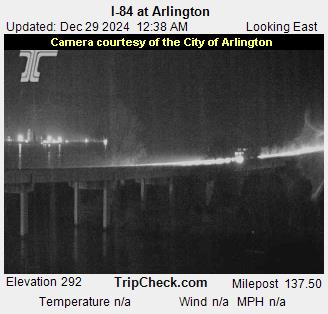 I-84 at Arlington
Updated: Dec 29 2024 12:38 AM Looking East
Camera courtesy of the City of Arlington
Elevation 292 TripCheck.com Milepost 137.50
Temperature n/a Wind n/a MPH n/a